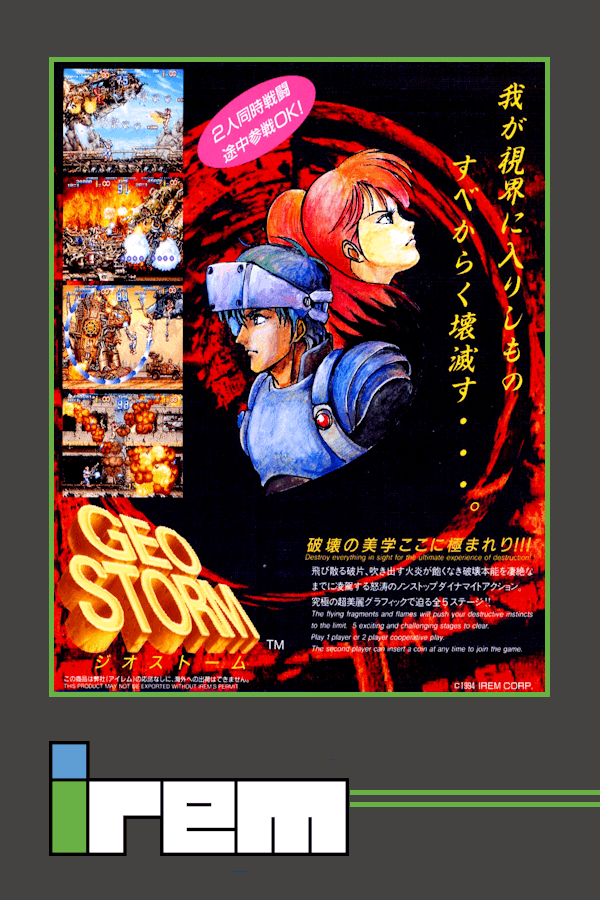 2人同時戦闘
途中参戦OK!
我が視界に入りしもの
すべからく壊滅す・・・。
GEO
STORM
TM
ジオストーム
この商品は弊社(アイレム)の応諾なしに、海外への出荷はできません。
THIS PRODUCT MAY NOT BE EXPORTED WITHOUT IREM'S PERMIT
破壊の美学ここに極まれり!!!
Destroy everything in sight for the ultimate experience of destruction!
飛び散る破片、吹き出す火炎が飽くなき破壊本能を凄絶な
までに凌駕する怒涛のノンストップダイナマイトアクション。
究極の超美麗グラフィックで迫る全5ステージ!!
The flying fragments and flames will push your destructive instincts
to the limit. 5 exciting and challenging stages to clear.
Play 1 player or 2 player cooperative play.
The second player can insert a coin at any time to join the game.
©1994 IREM CORP.
irem